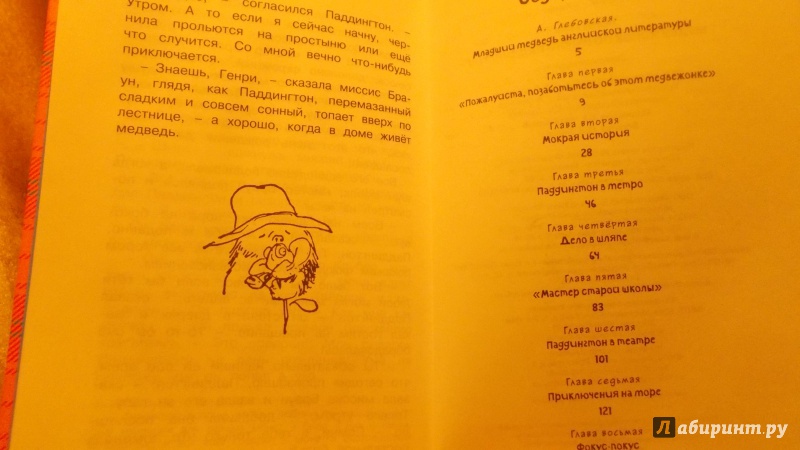 согласился Паддингтон. –
Утром. А то если я сейчас начну, чер-
нила прольются на простыню или ещё
что случится. Со мной вечно что-нибудь
приключается.
– Знаешь, Генри, – сказала миссис Бра-
ун, глядя, как Паддингтон, перемазанный
сладким и совсем сонный, топает вверх по
лестнице, – а хорошо, когда в доме живёт
медведь.
А. Глебовская.
Младший медведь английской литературы
5
Глава первая
«Пожалуйста, позаботьтесь об этом медвежонке»
9
Глава вторая
Мокрая история
28
Глава третья
Паддингтон в метро
46
Глава четвёртая
Дело в шляпе
64
Глава пятая
«Мастер старой школы»
83
Глава шестая
Паддингтон в театре
101
Глава седьмая
Приключения на море
121
Глава восьмая
Фокус-покус
Лабиринт.ру